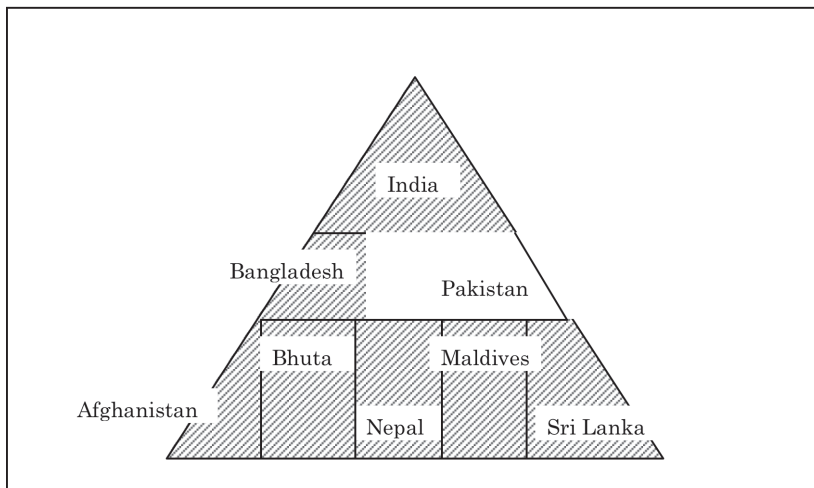 India
Bangladesh
Pakistan
Bhuta
Maldives
Afghanistan
Nepal
Sri Lanka